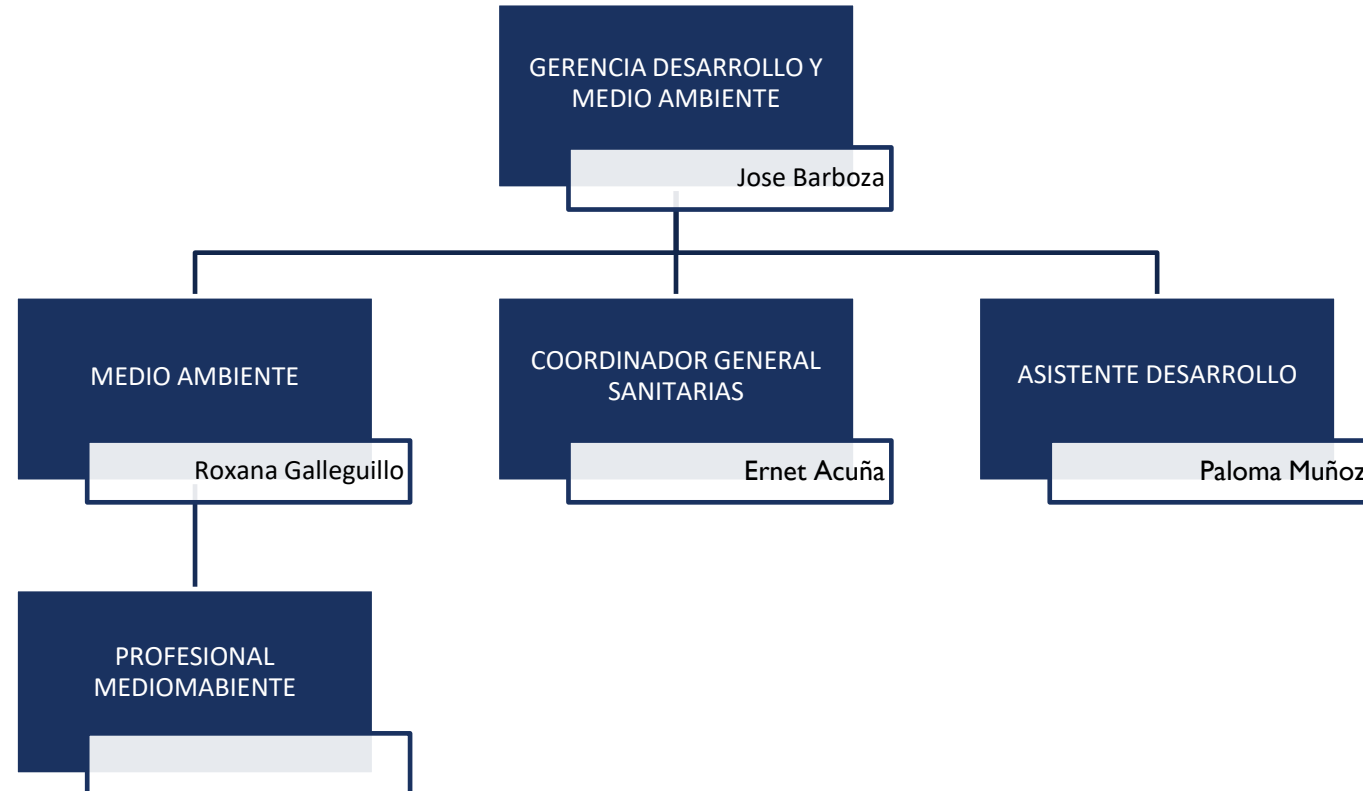 GERENCIA DESARROLLO Y
MEDIO AMBIENTE
Jose Barboza
MEDIO AMBIENTE
Roxana Galleguillo
COORDINADOR GENERAL
SANITARIAS
Ernet Acuña
ASISTENTE DESARROLLO
Paloma Muñoz
PROFESIONAL
MEDIOMABIENTE